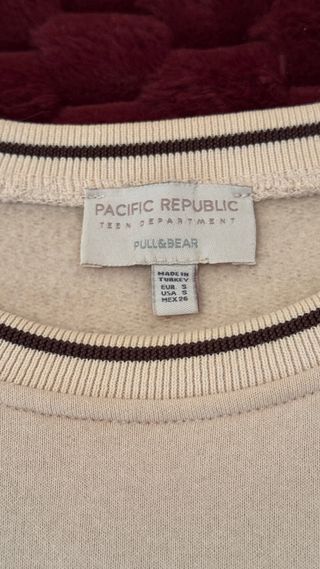 PACIFIC REPUBLIC
TEEN DEPARTMENT
PULL&BEAR
MADE IN
TURKEY
EUR S
USA S
MEX 26